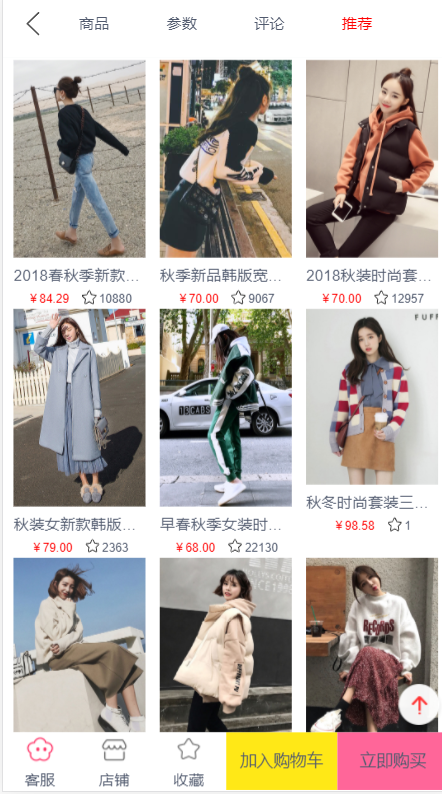 商品 参数 评论 推荐
2018春秋季新款... 秋季新品韩版宽... 2018秋装时尚套...
¥84.29 10880 ¥70.00 9067 ¥70.00 12957
13CABS
FUFF
秋装女新款韩版... 早春秋季女装时... 秋冬时尚套装三...
¥79.00 2363 ¥68.00 22130 ¥98.58 1
SINCE199
RECORDS
客服 店铺 收藏 加入购物车 立即购买